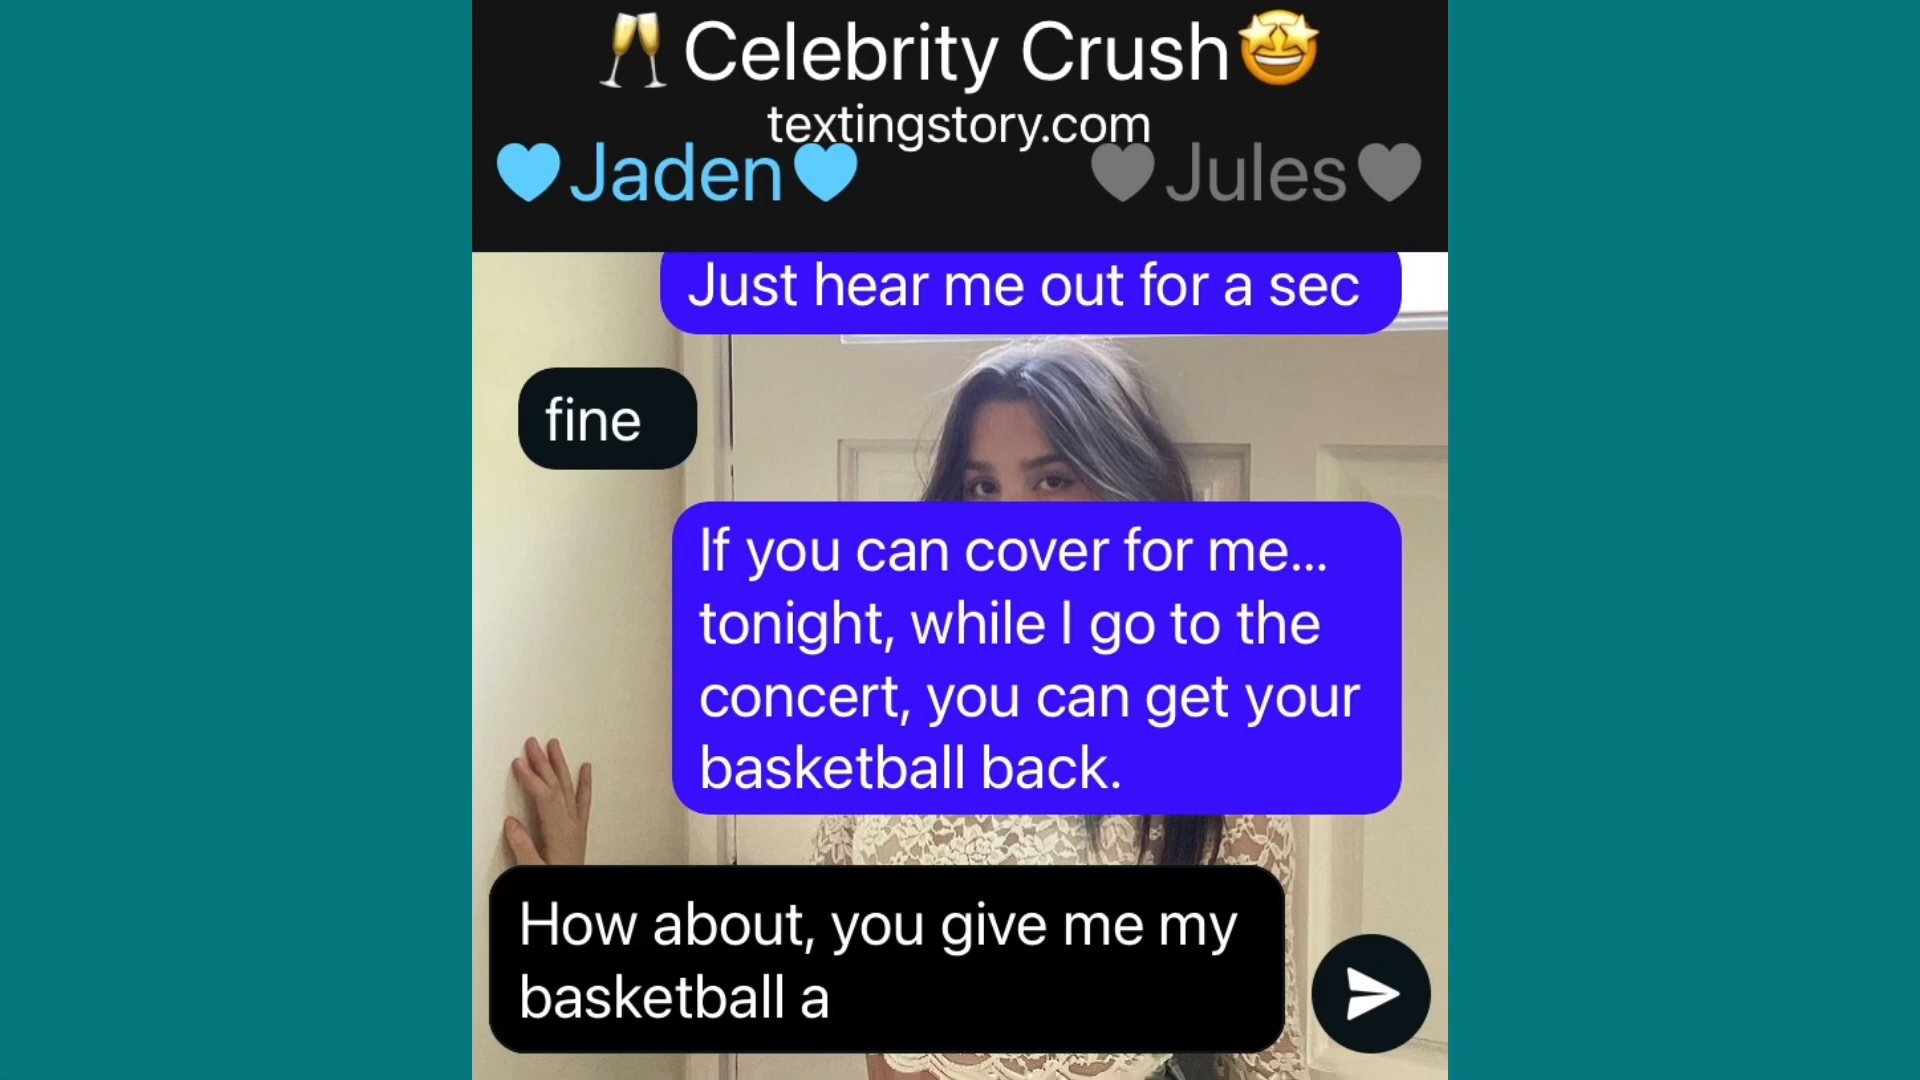 🥂Celebrity Crush🤩
textingstory.com
🩵Jaden🩵
🩶Jules🩶
Just hear me out for a sec
fine
If you can cover for me...
tonight, while I go to the
concert, you can get your
basketball back.
How about, you give me my
basketball a